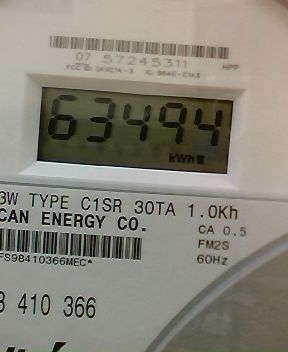 07 57245311
HPP
63494
kWh
3W TYPE C1SR 30TA 1.0Kh
CAN ENERGY CO.
CA 0.5
FM2S
60Hz
FS98410366MEC*
3 410 366